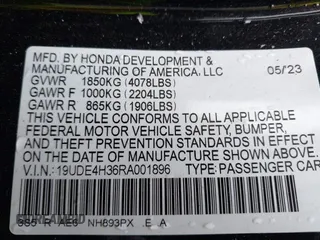 MFD. BY HONDA DEVELOPMENT &
MANUFACTURING OF AMERICA, LLC
GVWR 1850KG (4078LBS) 05/23
GAWR F 1000KG (2204LBS)
GAWR R 865KG (1906LBS)
THIS VEHICLE CONFORMS TO ALL APPLICABLE
FEDERAL MOTOR VEHICLE SAFETY, BUMPER,
AND THEFT PREVENTION STANDARDS IN EFFECT
ON THE DATE OF MANUFACTURE SHOWN ABOVE.
V.I.N.: 19UDE4H36RA001896 TYPE: PASSENGER CAR
NH893PX E A